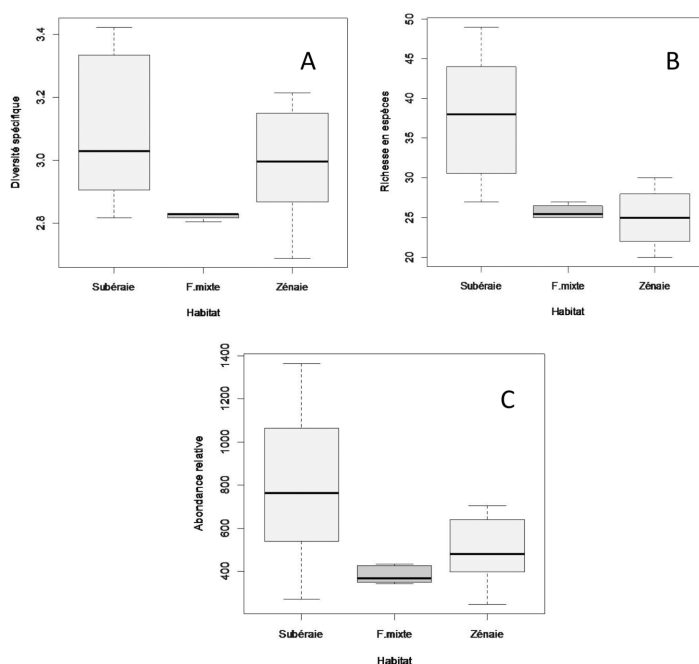 A
Diversité spécifique
3.4
3.2
3.0
2.8
Subéraie F.mixte Zénaie
Habitat
B
Richesse en espèces
50
45
40
35
30
25
20
Subéraie F.mixte Zénaie
Habitat
C
Abondance relative
1400
1200
1000
800
600
400
Subéraie F.mixte Zénaie
Habitat